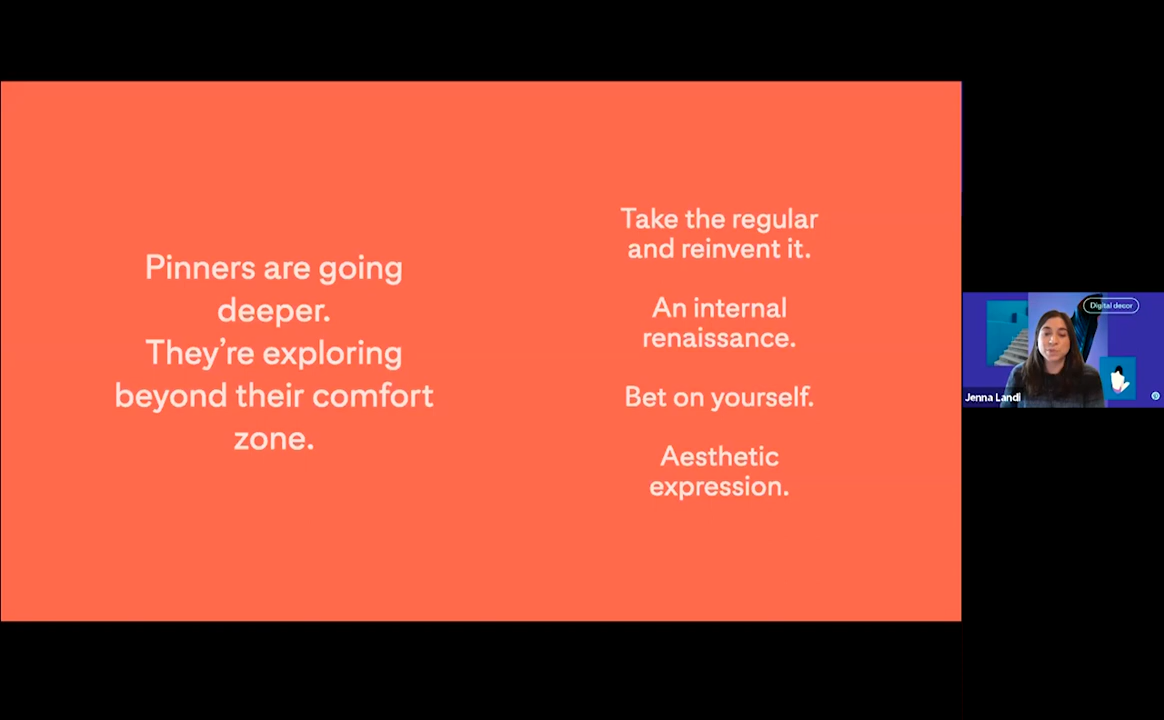 Pinners are going
deeper.
They’re exploring
beyond their comfort
zone.
Take the regular
and reinvent it.
An internal
renaissance.
Bet on yourself.
Aesthetic
expression.
Digital decor
Jenna Landi